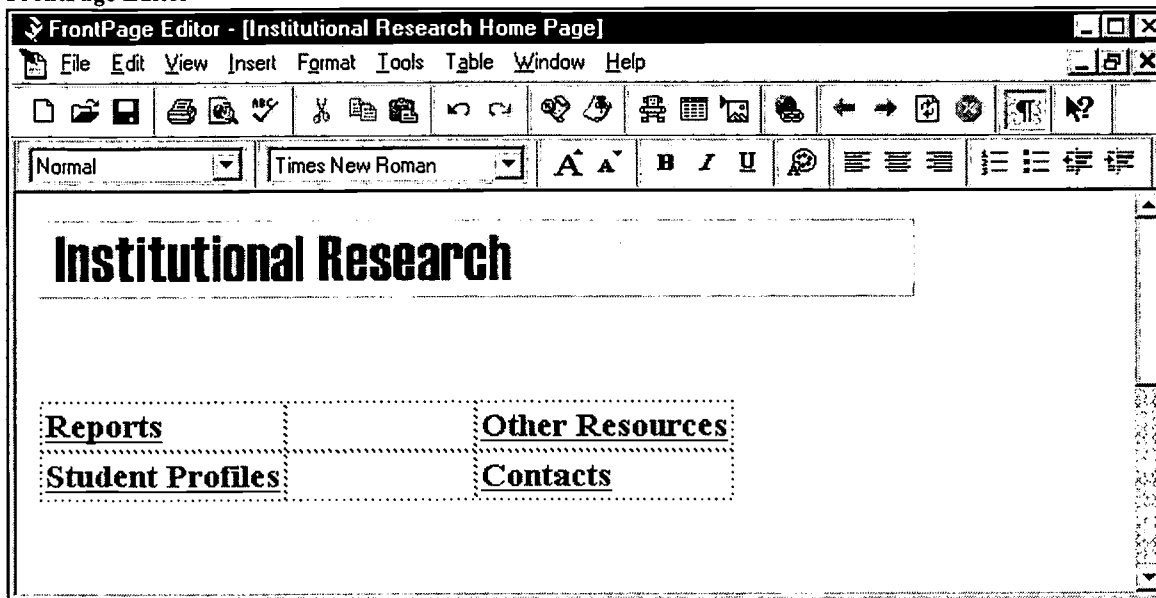 FrontPage Editor - [Institutional Research Home Page]
File Edit View Insert Format Tools Table Window Help
ABC
Normal Times New Roman A A B I U
Institutional Research
Reports Other Resources
Student Profiles Contacts